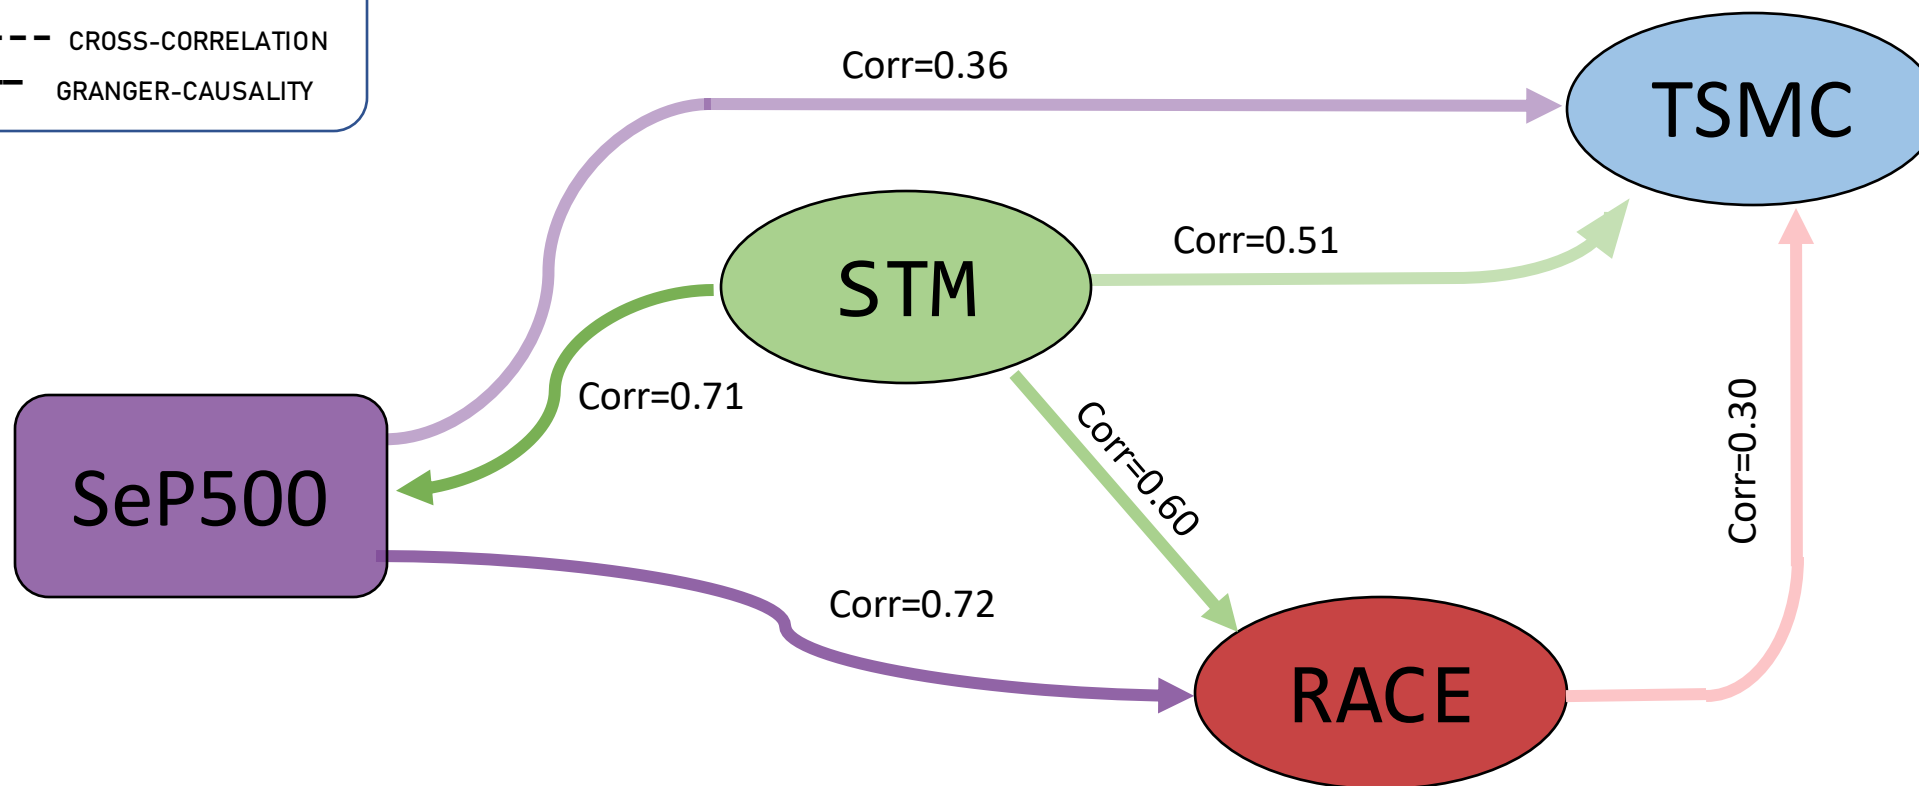 CROSS-CORRELATION
GRANGER-CAUSALITY
Corr=0.36
TSMC
Corr=0.51
STM
Corr=0.71
Corr=0.60
Corr=0.30
SeP500
Corr=0.72
RACE